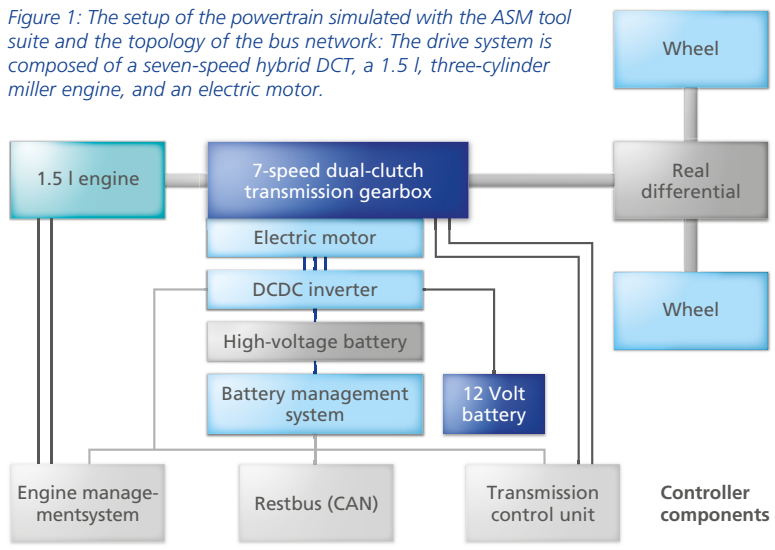 Figure 1: The setup of the powertrain simulated with the ASM tool
suite and the topology of the bus network: The drive system is
composed of a seven-speed hybrid DCT, a 1.5 l, three-cylinder
miller engine, and an electric motor.
Wheel
1.5 l engine
7-speed dual-clutch
transmission gearbox
Real
differential
Electric motor
DCDC inverter
Wheel
High-voltage battery
Battery management
system
12 Volt
battery
Engine manage-
mentsystem
Restbus (CAN)
Transmission
control unit
Controller
components